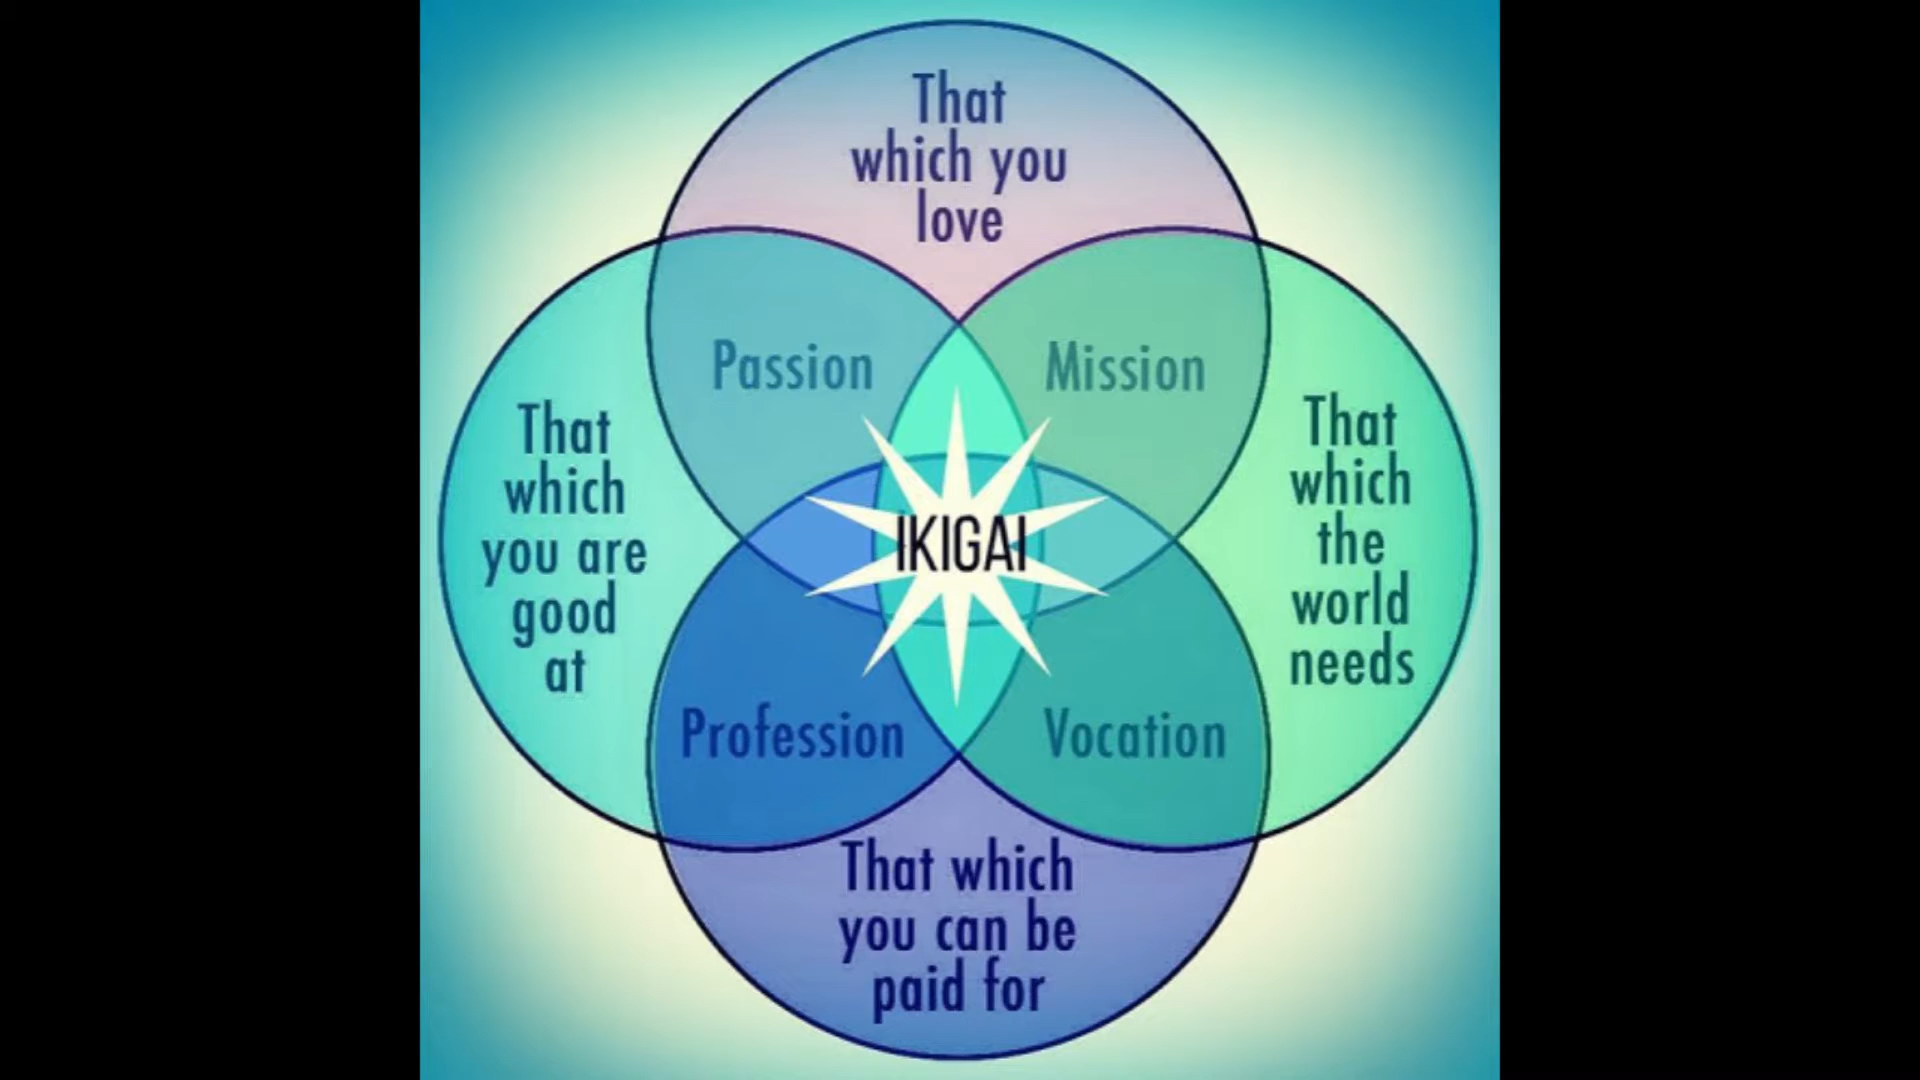 That
which you
love
Passion
Mission
That
which
you are
good
at
IKIGAI
That
which
the
world
needs
Profession
Vocation
That which
you can be
paid for